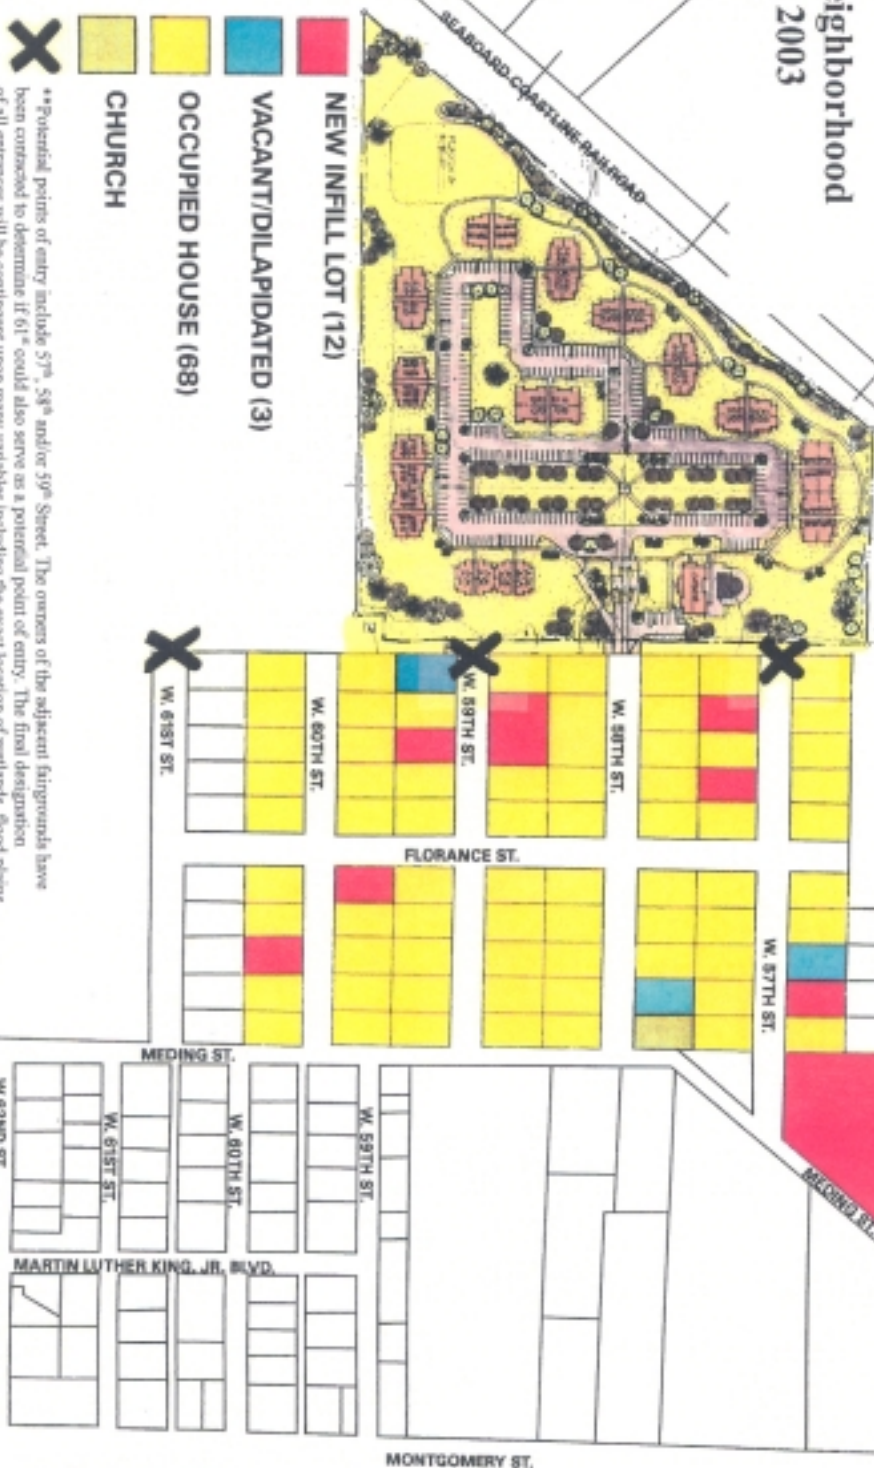 eighborhood
2003
SEABOARD COASTLINE RAILROAD
NEW INFILL LOT (12)
VACANT/DILAPIDATED (3)
OCCUPIED HOUSE (68)
CHURCH
**Potential points of entry include 57th, 58th and/or 59th Street. The owners of the adjacent fairgrounds have
been contacted to determine if 61st could also serve as a potential point of entry. The final designation
W. 61ST ST.
W. 60TH ST.
W. 59TH ST.
W. 58TH ST.
FLORANCE ST.
W. 57TH ST.
MEDING ST.
MEDING ST.
W. 62ND ST.
W. 61ST ST.
W. 60TH ST.
W. 59TH ST.
MARTIN LUTHER KING, JR. BLVD.
MONTGOMERY ST.